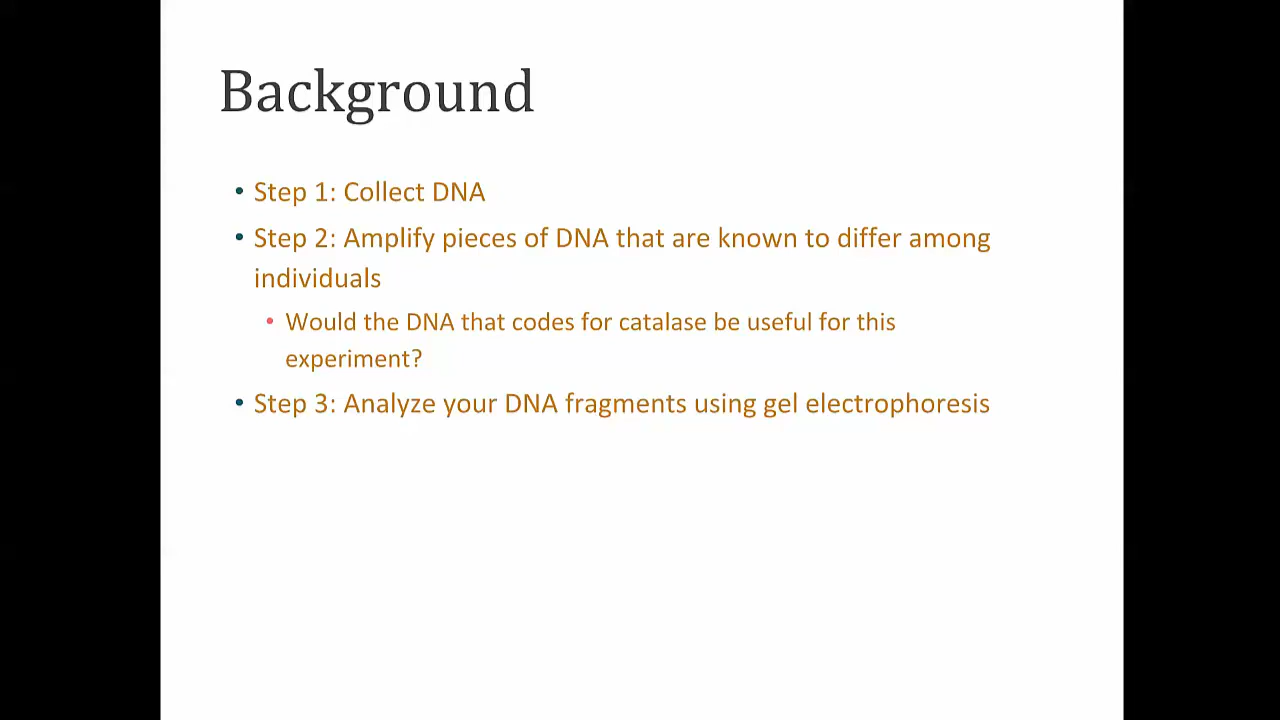 Background
• Step 1: Collect DNA
• Step 2: Amplify pieces of DNA that are known to differ among
individuals
• Would the DNA that codes for catalase be useful for this
experiment?
• Step 3: Analyze your DNA fragments using gel electrophoresis